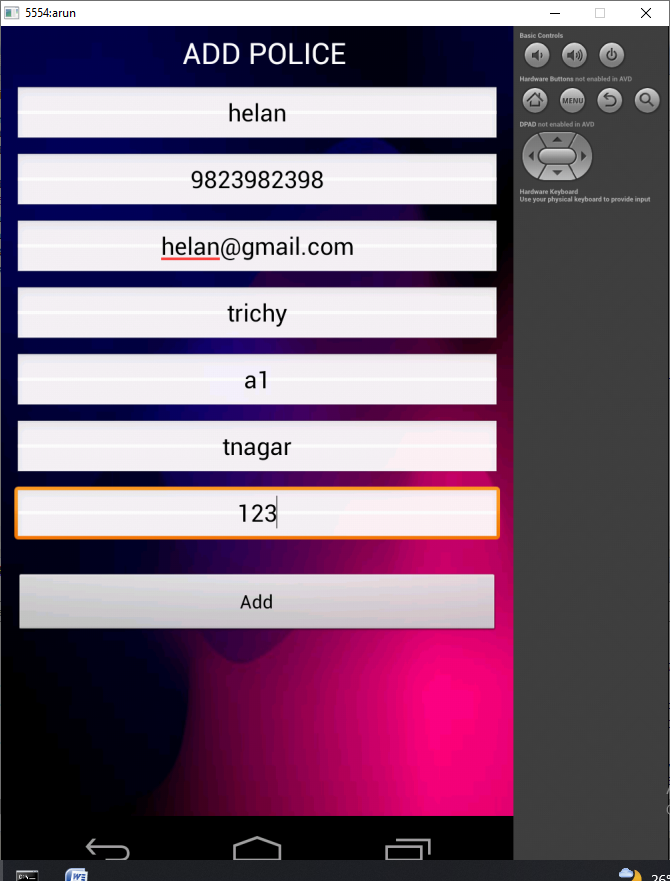 5554:arun
ADD POLICE
helan
9823982398
helan@gmail.com
trichy
a1
tnagar
123
Add
Basic Controls
Hardware Buttons not enabled in AVD
MENU
DPAD not enabled in AVD
Hardware Keyboard
Use your physical keyboard to provide input